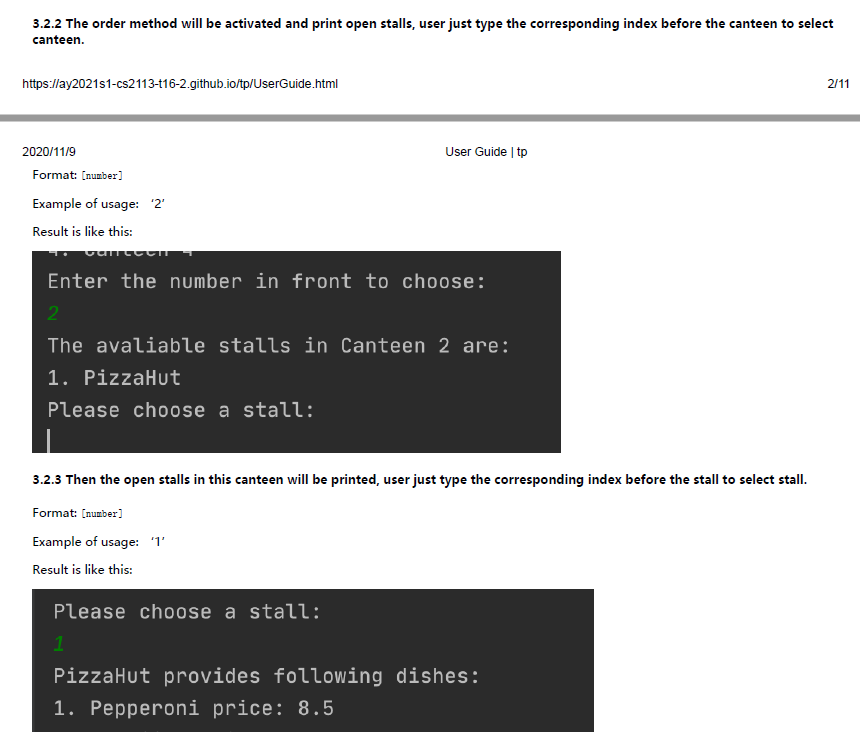 3.2.2 The order method will be activated and print open stalls, user just type the corresponding index before the canteen to select
canteen.
https://ay2021s1-cs2113-t16-2.github.io/tp/UserGuide.html 2/11
2020/11/9 User Guide | tp
Format: [number]
Example of usage: ‘2’
Result is like this:
4. Canteen 4
Enter the number in front to choose:
2
The avaliable stalls in Canteen 2 are:
1. PizzaHut
Please choose a stall:
3.2.3 Then the open stalls in this canteen will be printed, user just type the corresponding index before the stall to select stall.
Format: [number]
Example of usage: ‘1’
Result is like this:
Please choose a stall:
1
PizzaHut provides following dishes:
1. Pepperoni price: 8.5